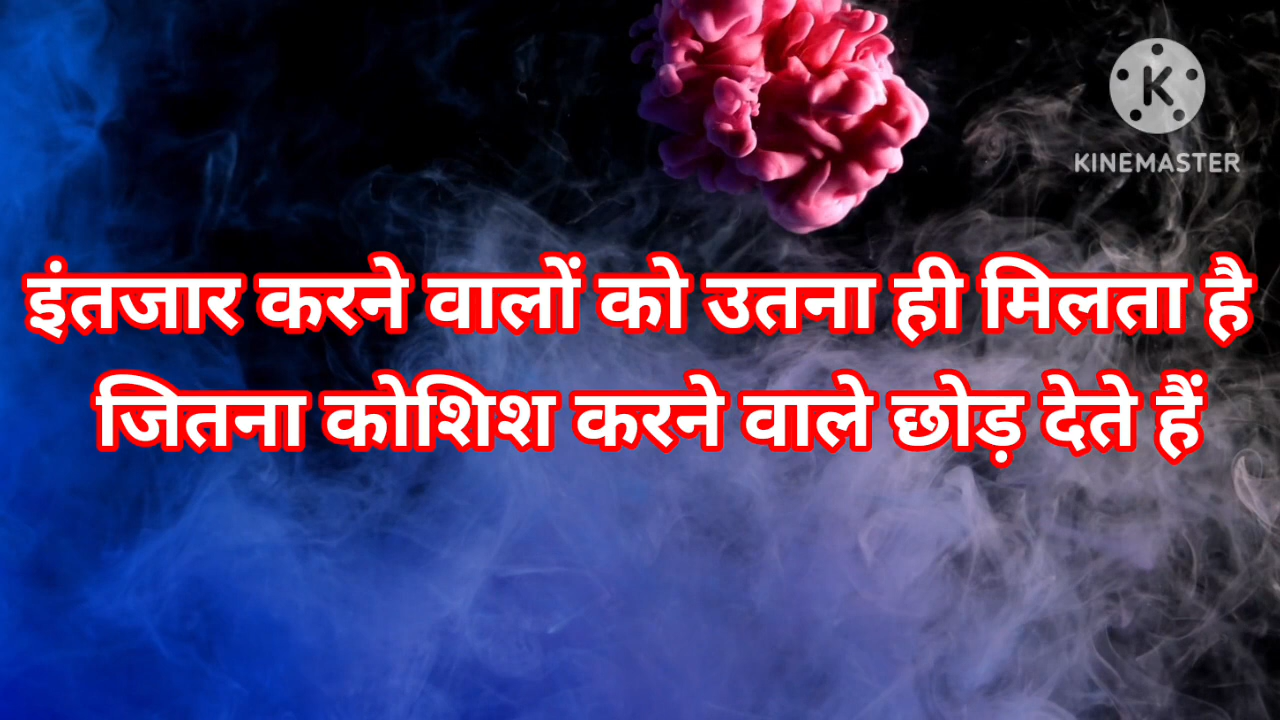 K
KINEMASTER
इंतजार करने वालों को उतना ही मिलता है
जितना कोशिश करने वाले छोड़ देते हैं